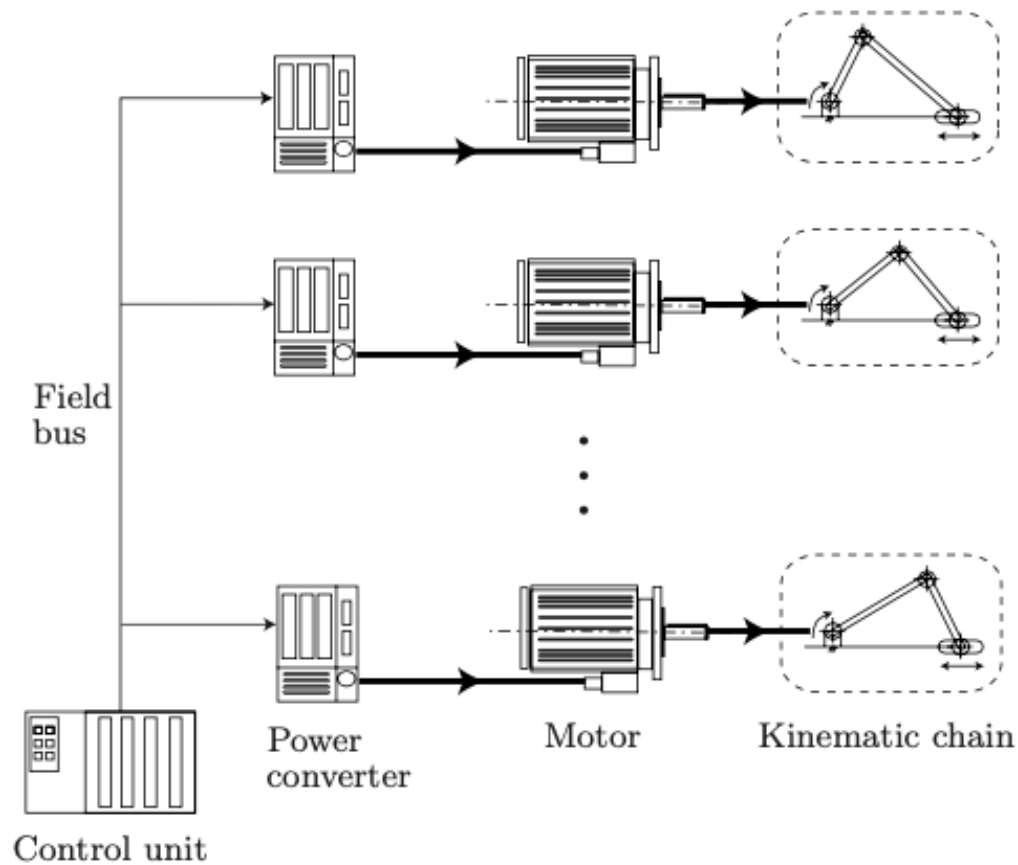 Field
bus
Power
converter
Motor
Kinematic chain
Control unit